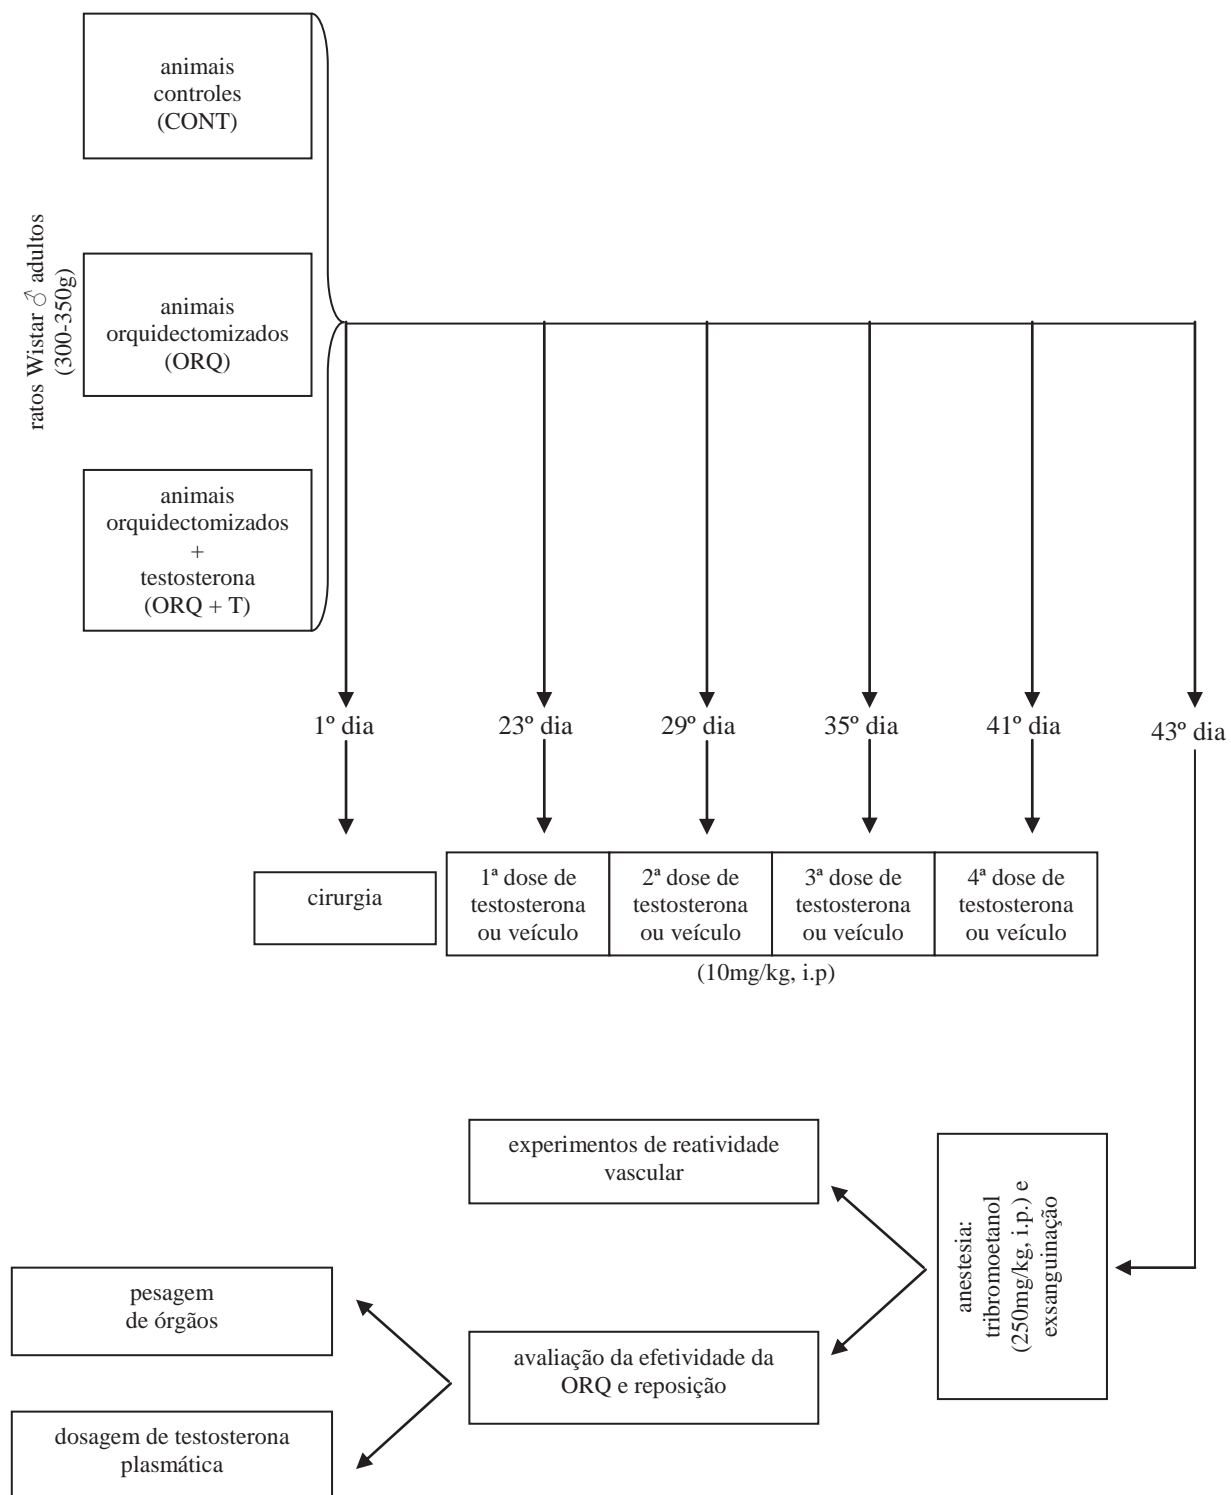 animais
controles
(CONT)
ratos Wistar ♂ adultos
(300-350g)
animais
orquidectomizados
(ORQ)
animais
orquidectomizados
+
testosterona
(ORQ + T)
1º dia
23º dia
29º dia
35º dia
41º dia
43º dia
cirurgia
1ª dose de
testosterona
ou veículo
2ª dose de
testosterona
ou veículo
3ª dose de
testosterona
ou veículo
4ª dose de
testosterona
ou veículo
(10mg/kg, i.p)
experimentos de reatividade
vascular
anestesia:
tribromoetanol
(250mg/kg, i.p.) e
exsanguinação
pesagem
de órgãos
avaliação da efetividade da
ORQ e reposição
dosagem de testosterona
plasmática